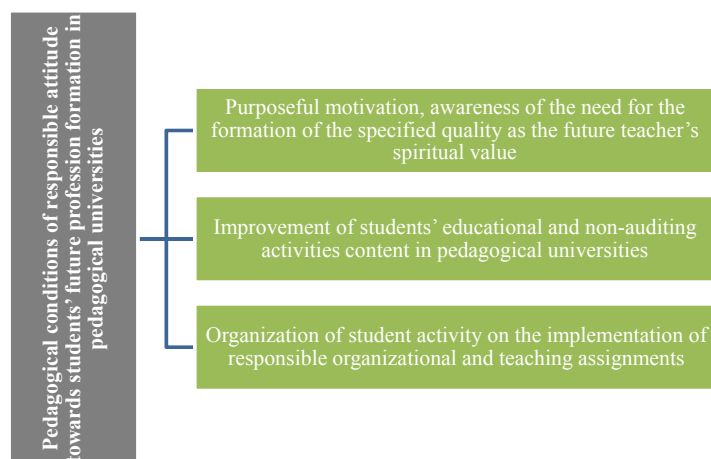 Pedagogical conditions of responsible attitude
towards students’ future profession formation in
pedagogical universities
Purposeful motivation, awareness of the need for the
formation of the specified quality as the future teacher’s
spiritual value
Improvement of students’ educational and non-auditing
activities content in pedagogical universities
Organization of student activity on the implementation of
responsible organizational and teaching assignments